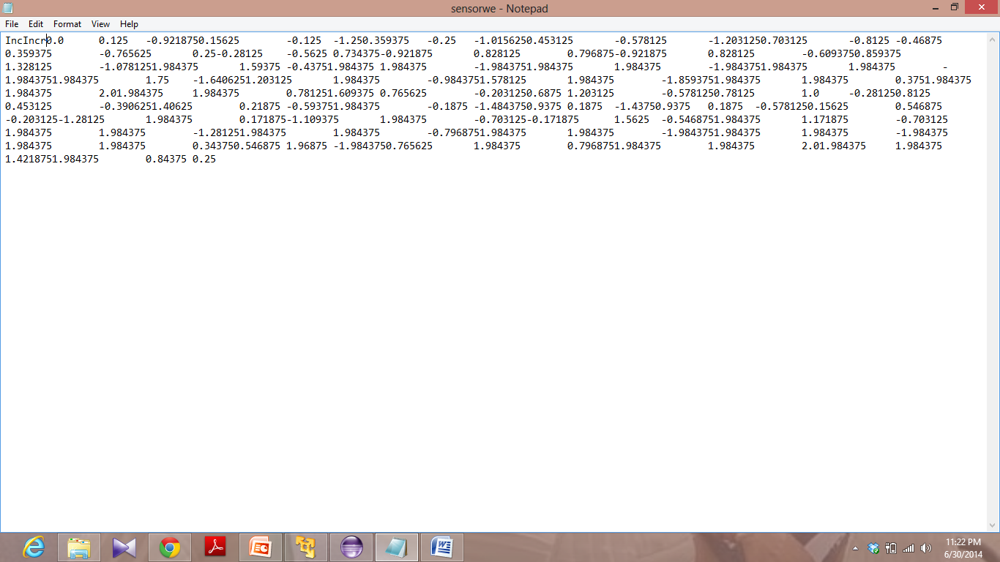 sensorwe - Notepad
File Edit Format View Help
IncIncr0.0 0.125 -0.9218750.15625 -0.125 -1.250.359375 -0.25 -1.0156250.453125 -0.578125 -1.2031250.703125 -0.8125 -0.46875
0.359375 -0.765625 0.25-0.28125 -0.5625 0.734375-0.921875 0.828125 0.796875-0.921875 0.828125 -0.6093750.859375
1.328125 -1.0781251.984375 1.59375 -0.43751.984375 1.984375 -1.9843751.984375 1.984375 -1.9843751.984375 1.984375 -
1.9843751.984375 1.75 -1.6406251.203125 1.984375 -0.9843751.578125 1.984375 -1.8593751.984375 1.984375 0.3751.984375
1.984375 2.01.984375 1.984375 0.781251.609375 0.765625 -0.2031250.6875 1.203125 -0.5781250.78125 1.0 -0.281250.8125
0.453125 -0.3906251.40625 0.21875 -0.593751.984375 -0.1875 -1.4843750.9375 0.1875 -1.43750.9375 0.1875 -0.5781250.15625 0.546875
-0.203125-1.28125 1.984375 0.171875-1.109375 1.984375 -0.703125-0.171875 1.5625 -0.5468751.984375 1.171875 -0.703125
1.984375 1.984375 -1.281251.984375 1.984375 -0.7968751.984375 1.984375 -1.9843751.984375 1.984375 -1.984375
1.984375 1.984375 0.343750.546875 1.96875 -1.9843750.765625 1.984375 0.7968751.984375 1.984375 2.01.984375 1.984375
1.4218751.984375 0.84375 0.25
11:22 PM
6/30/2014